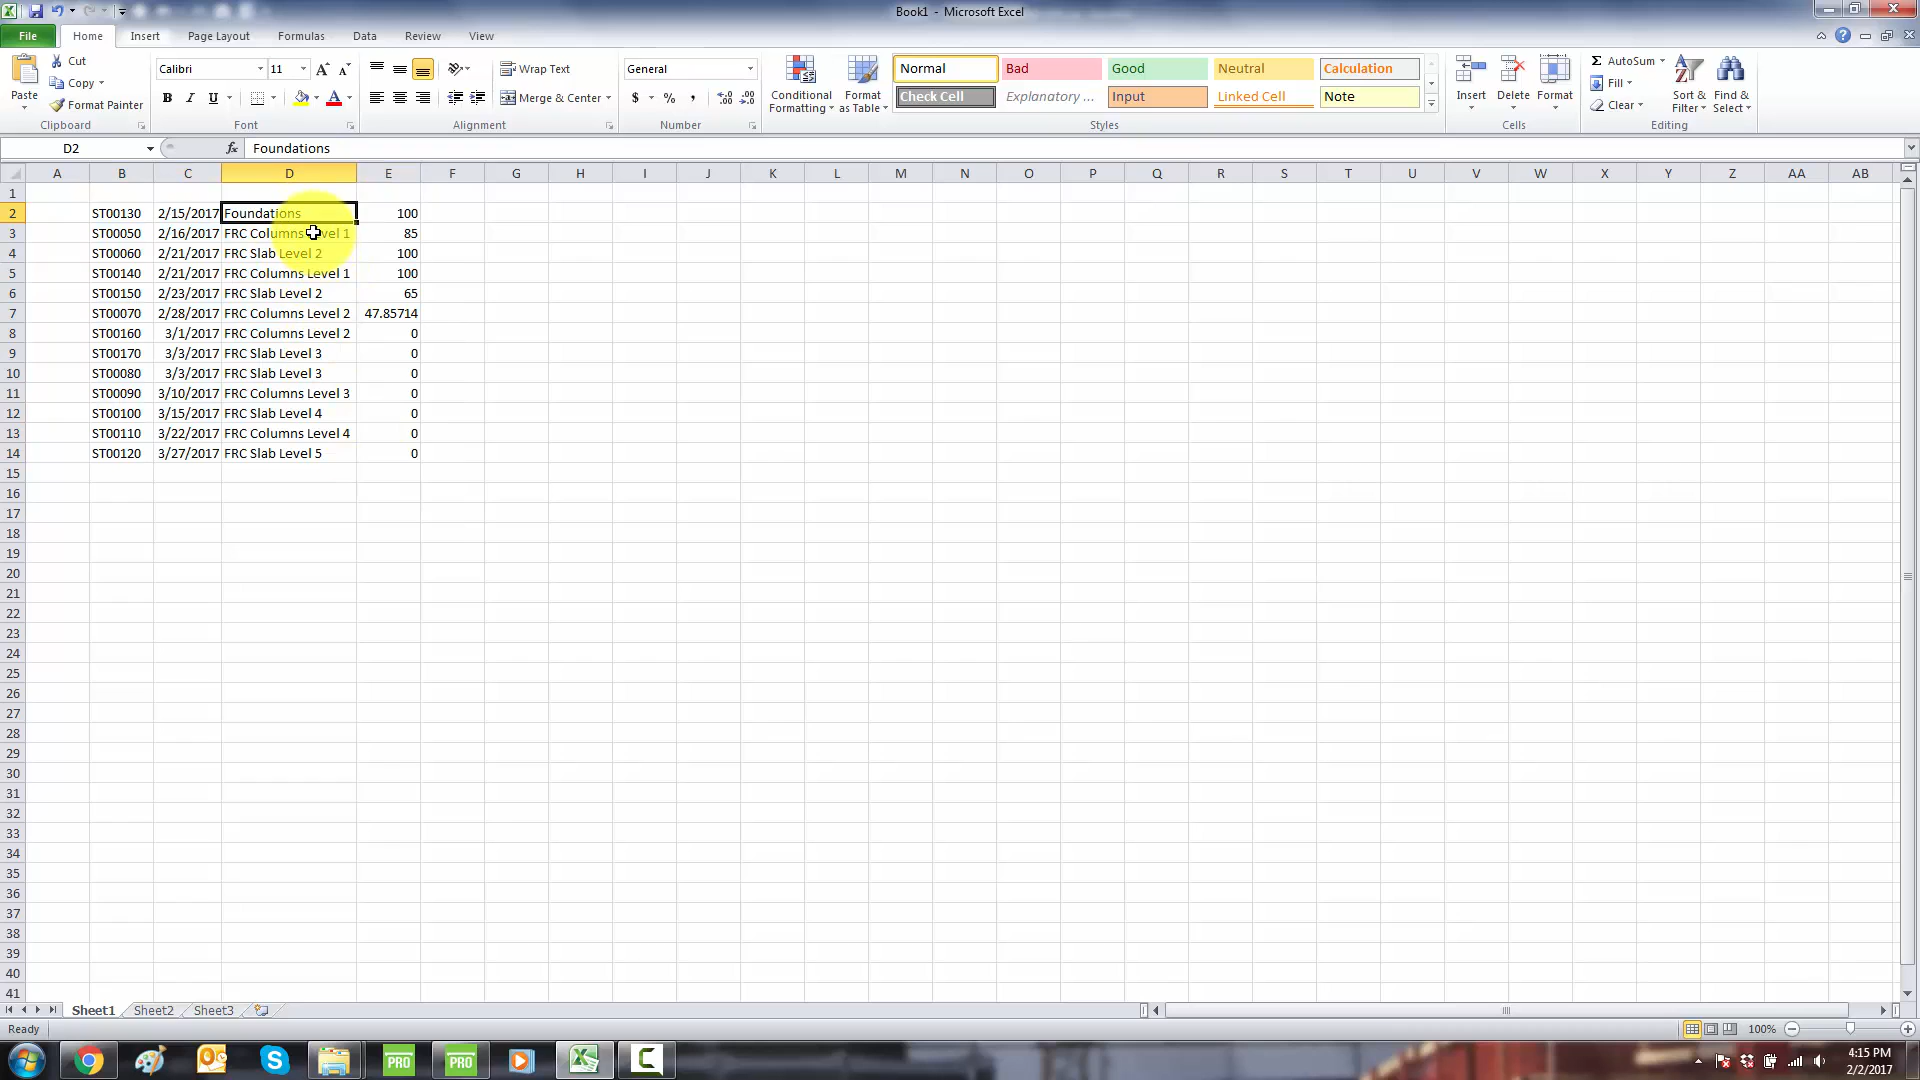 Book1 - Microsoft Excel
File Home Insert Page Layout Formulas Data Review View
Cut
Copy
Format Painter
Paste
Clipboard
Calibri 11
B I U
Font
Wrap Text
Merge & Center
Alignment
General
$ % ,
Number
Conditional Formatting
Format as Table
Normal Bad Good Neutral Calculation
Check Cell Explanatory ... Input Linked Cell Note
Styles
Insert Delete Format
Cells
AutoSum
Fill
Clear
Sort & Filter
Find & Select
Editing
D2 fx Foundations
A B C D E F G H I J K L M N O P Q R S T U V W X Y Z AA AB
1
2 ST00130 2/15/2017 Foundations 100
3 ST00050 2/16/2017 FRC Columns Level 1 85
4 ST00060 2/21/2017 FRC Slab Level 2 100
5 ST00140 2/21/2017 FRC Columns Level 1 100
6 ST00150 2/23/2017 FRC Slab Level 2 65
7 ST00070 2/28/2017 FRC Columns Level 2 47.85714
8 ST00160 3/1/2017 FRC Columns Level 2 0
9 ST00170 3/3/2017 FRC Slab Level 3 0
10 ST00080 3/3/2017 FRC Slab Level 3 0
11 ST00090 3/10/2017 FRC Columns Level 3 0
12 ST00100 3/15/2017 FRC Slab Level 4 0
13 ST00110 3/22/2017 FRC Columns Level 4 0
14 ST00120 3/27/2017 FRC Slab Level 5 0
15
16
17
18
19
20
21
22
23
24
25
26
27
28
29
30
31
32
33
34
35
36
37
38
39
40
41
Sheet1 Sheet2 Sheet3
Ready 100%
PRO PRO
4:15 PM
2/2/2017